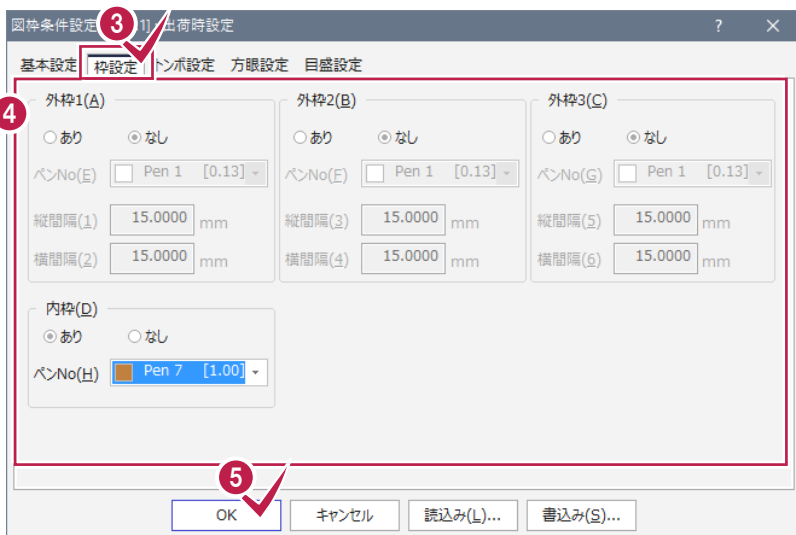 図枠条件設定 1] : 出荷時設定
3
基本設定 枠設定 トンボ設定 方眼設定 目盛設定
4
外枠1(A) 外枠2(B) 外枠3(C)
あり なし あり なし あり なし
ペンNo(E) Pen 1 [0.13] ペンNo(F) Pen 1 [0.13] ペンNo(G) Pen 1 [0.13]
縦間隔(1) 15.0000 mm 縦間隔(3) 15.0000 mm 縦間隔(5) 15.0000 mm
横間隔(2) 15.0000 mm 横間隔(4) 15.0000 mm 横間隔(6) 15.0000 mm
内枠(D)
あり なし
ペンNo(H) Pen 7 [1.00]
5
OK キャンセル 読込み(L)... 書込み(S)...